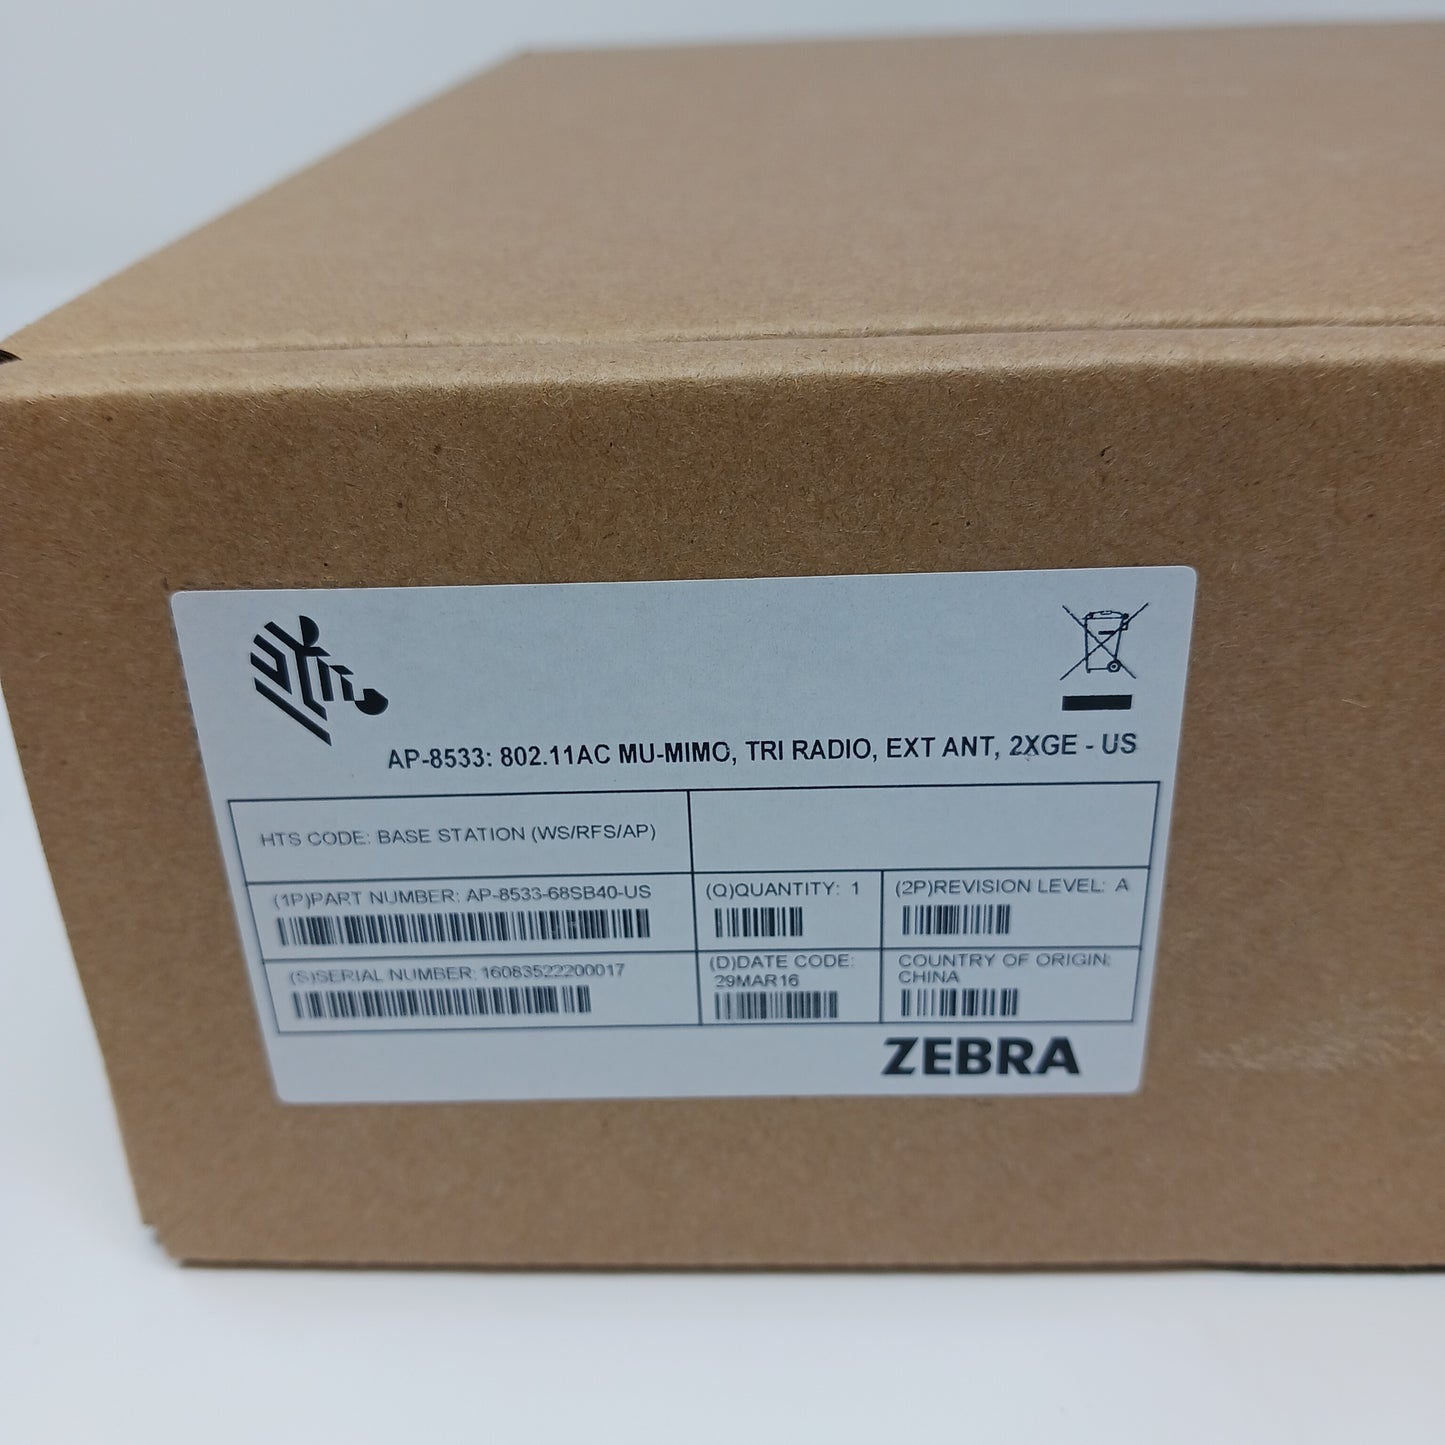 AP-8533: 802.11AC MU-MIMO, TRI RADIO, EXT ANT, 2XGE - US
HTS CODE: BASE STATION (WS/RFS/AP)
(1P)PART NUMBER: AP-8533-68SB40-US
(Q)QUANTITY: 1
(2P)REVISION LEVEL: A
(S)SERIAL NUMBER: 16083522200017
(D)DATE CODE:
29MAR16
COUNTRY OF ORIGIN:
CHINA
ZEBRA